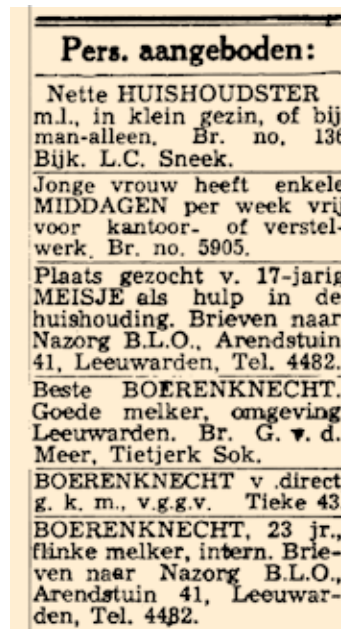 Pers. aangeboden:
Nette HUISHOUDSTER
m.l., in klein gezin, of bij
man-alleen. Br. no. 136
Bijk. L.C. Sneek.
Jonge vrouw heeft enkele
MIDDAGEN per week vrij
voor kantoor- of verstel-
werk. Br. no. 5905.
Plaats gezocht v. 17-jarig
MEISJE als hulp in de
huishouding. Brieven naar
Nazorg B.L.O., Arendstuin
41, Leeuwarden, Tel. 4482.
Beste BOERENKNECHT.
Goede melker, omgeving
Leeuwarden. Br. G. v. d.
Meer, Tietjerk Sok.
BOERENKNECHT v .direct
g. k. m., v.g.g.v. Tieke 43
BOERENKNECHT, 23 jr.,
flinke melker, intern. Brie-
ven naar Nazorg B.L.O.,
Arendstuin 41, Leeuwar-
den, Tel. 4482.